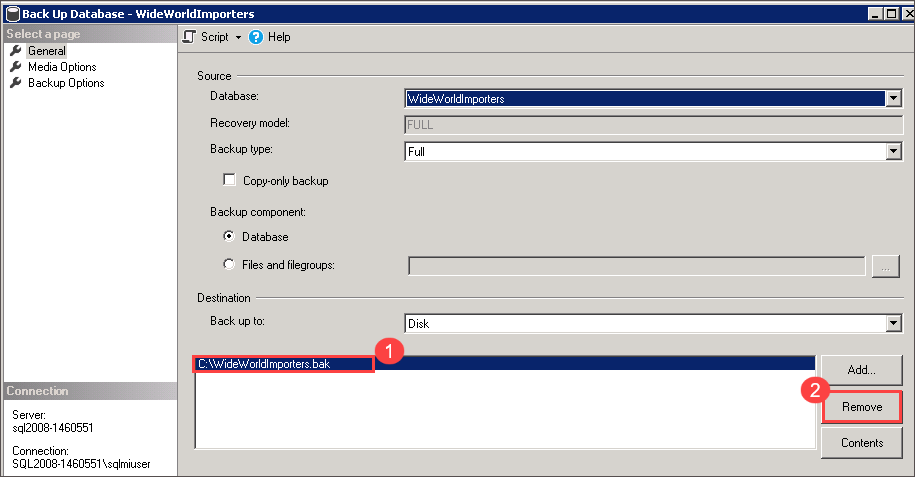 Back Up Database - WideWorldImporters
Select a page
General
Media Options
Backup Options
Script
Help
Source
Database:
WideWorldImporters
Recovery model:
FULL
Backup type:
Full
Copy-only backup
Backup component:
Database
Files and filegroups:
...
Destination
Back up to:
Disk
1
C:\WideWorldImporters.bak
Add...
2
Remove
Contents
Connection
Server:
sql2008-1460551
Connection:
SQL2008-1460551\sqlmiuser